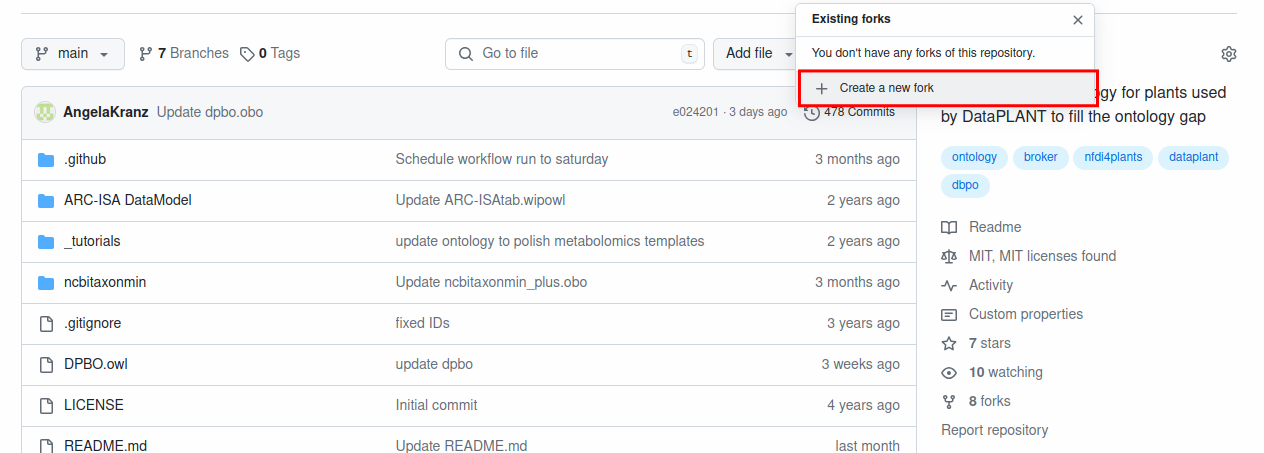 Existing forks
You don't have any forks of this repository.
Create a new fork
main
7 Branches
0 Tags
Go to file
t
Add file
AngelaKranz Update dpbo.obo
e024201 · 3 days ago
478 Commits
.github Schedule workflow run to saturday 3 months ago
ARC-ISA DataModel Update ARC-ISAtab.wipowl 2 years ago
_tutorials update ontology to polish metabolomics templates 2 years ago
ncbitaxonmin Update ncbitaxonmin_plus.obo 3 months ago
.gitignore fixed IDs 3 years ago
DPBO.owl update dpbo 3 weeks ago
LICENSE Initial commit 4 years ago
README.md Update README.md last month
gy for plants used
by DataPLANT to fill the ontology gap
ontology broker nfdi4plants dataplant
dbpo
Readme
MIT, MIT licenses found
Activity
Custom properties
7 stars
10 watching
8 forks
Report repository